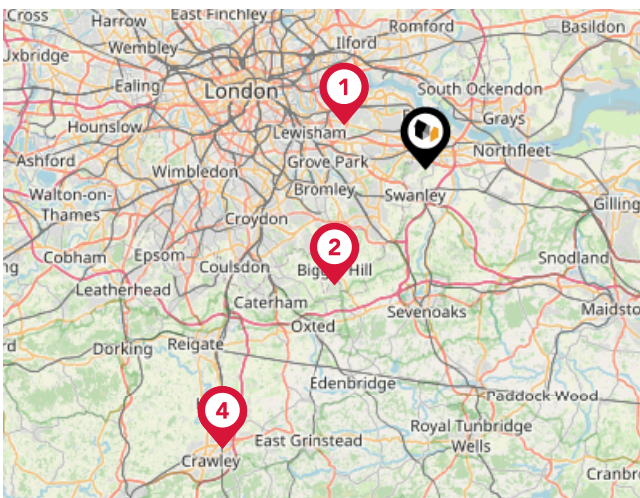 Cross
Harrow
East Finchley
Romford
Basildon
Uxbridge
Wembley
Ilford
Ealing
London
1
South Ockendon
Grays
Hounslow
Lewisham
Northfleet
Ashford
Wimbledon
Grove Park
Bromley
Swanley
Walton-on-
Thames
Gilling
Croydon
Cobham
Epsom
Coulsdon
2
Hill
Snodland
Leatherhead
Caterham
Sevenoaks
Maidsto
Oxted
rd
Dorking
Reigate
Edenbridge
Paddock Wood
4
Royal Tunbridge
Wells
East Grinstead
Crawley
Cranbr